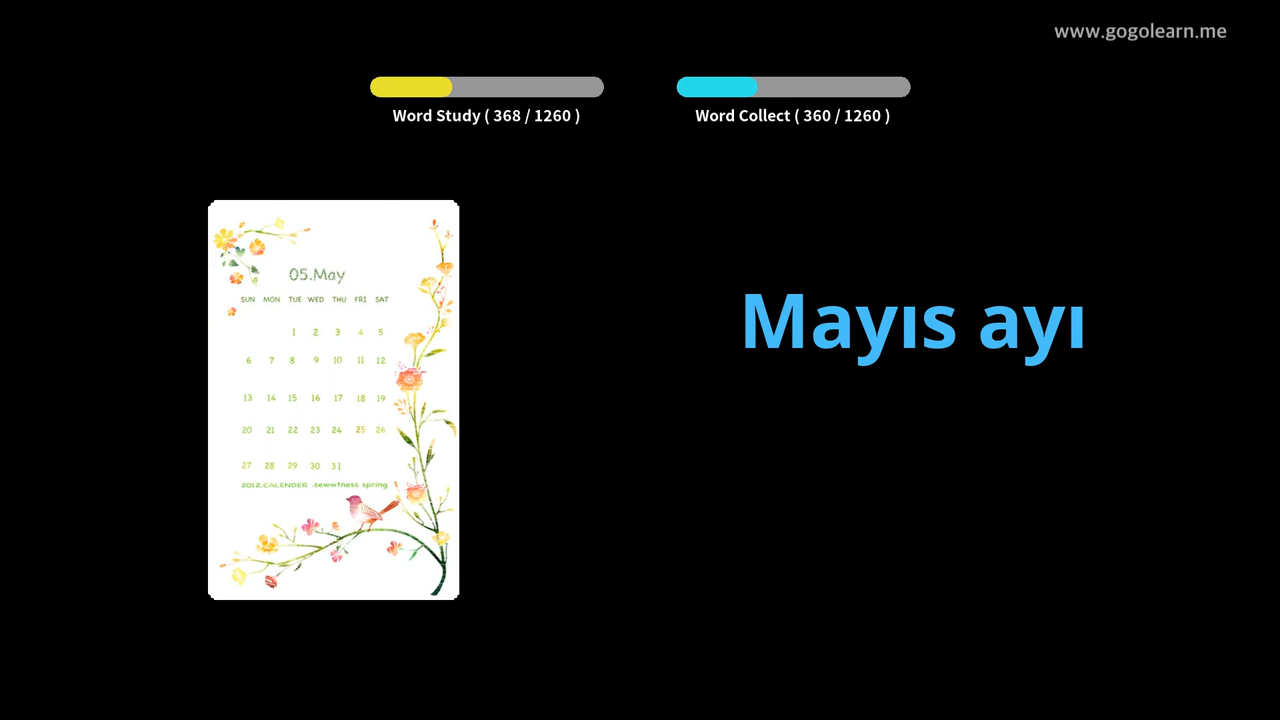 www.gogolearn.me
Word Study ( 368 / 1260 )
Word Collect ( 360 / 1260 )
05.May
SUN MON TUE WED THU FRI SAT
1 2 3 4 5
6 7 8 9 10 11 12
13 14 15 16 17 18 19
20 21 22 23 24 25 26
27 28 29 30 31
2012.CALENDER .sewwtness spring
Mayıs ayı